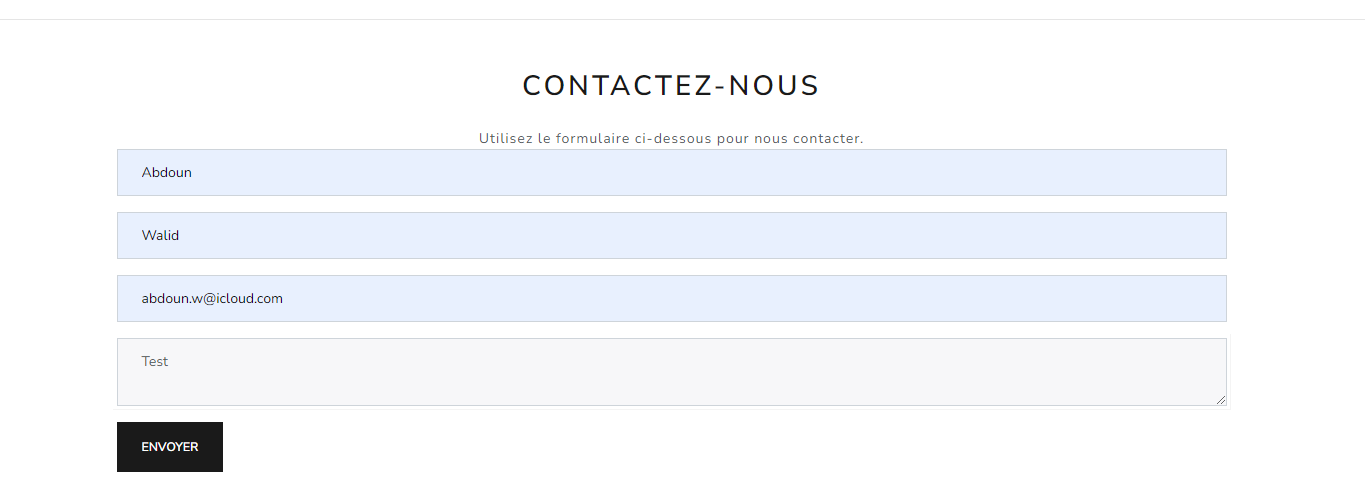 CONTACTEZ-NOUS
Utilisez le formulaire ci-dessous pour nous contacter.
Abdoun
Walid
abdoun.w@icloud.com
Test
ENVOYER